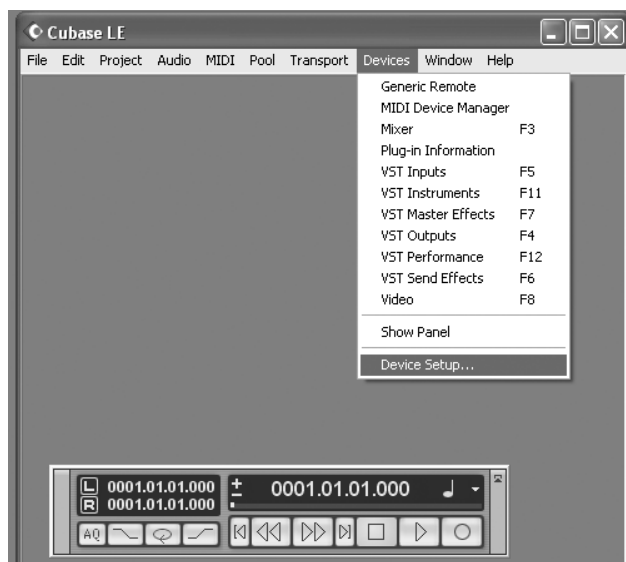 Cubase LE
File Edit Project Audio MIDI Pool Transport Devices Window Help
Generic Remote
MIDI Device Manager
Mixer F3
Plug-in Information
VST Inputs F5
VST Instruments F11
VST Master Effects F7
VST Outputs F4
VST Performance F12
VST Send Effects F6
Video F8
Show Panel
Device Setup...
L 0001.01.01.000
R 0001.01.01.000
0001.01.01.000
AQ